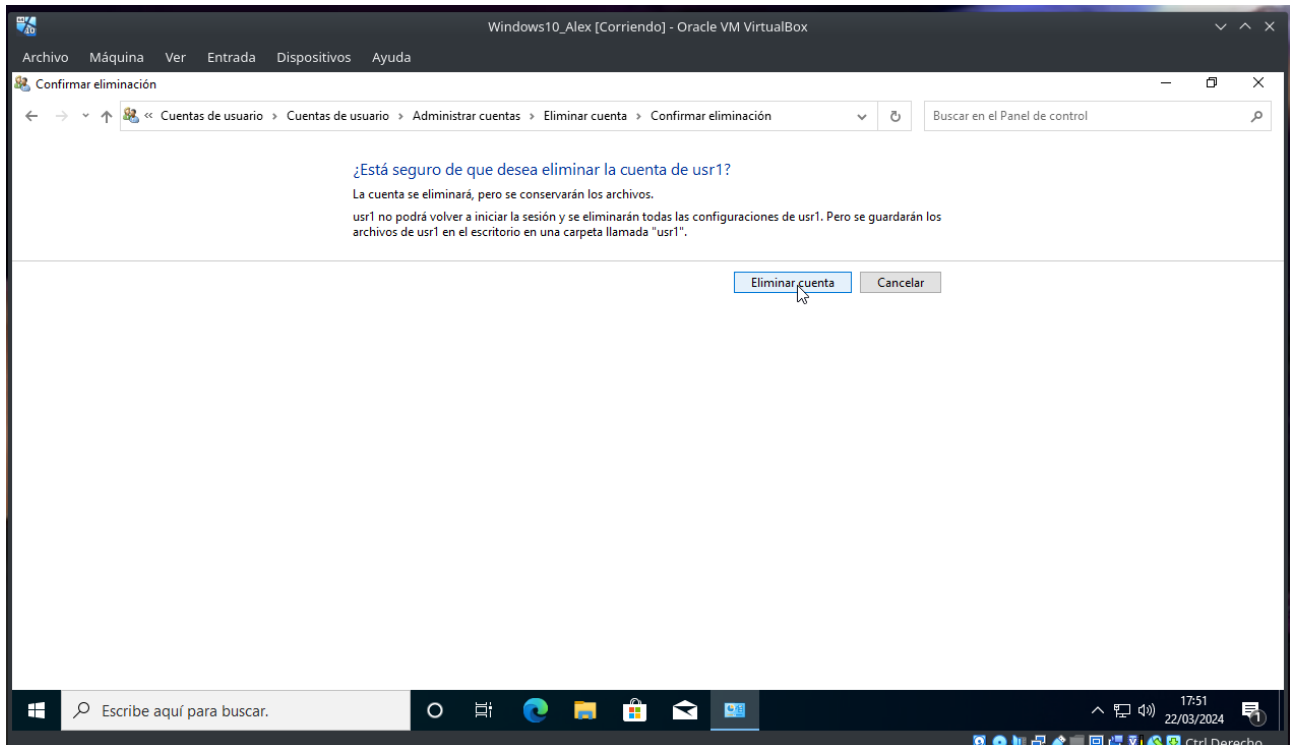 Windows10_Alex [Corriendo] - Oracle VM VirtualBox
Archivo Máquina Ver Entrada Dispositivos Ayuda
Confirmar eliminación
« Cuentas de usuario > Cuentas de usuario > Administrar cuentas > Eliminar cuenta > Confirmar eliminación
Buscar en el Panel de control
¿Está seguro de que desea eliminar la cuenta de usr1?
La cuenta se eliminará, pero se conservarán los archivos.
usr1 no podrá volver a iniciar la sesión y se eliminarán todas las configuraciones de usr1. Pero se guardarán los
archivos de usr1 en el escritorio en una carpeta llamada "usr1".
Eliminar cuenta Cancelar
Escribe aquí para buscar.
17:51
22/03/2024
1
Ctrl Derecho